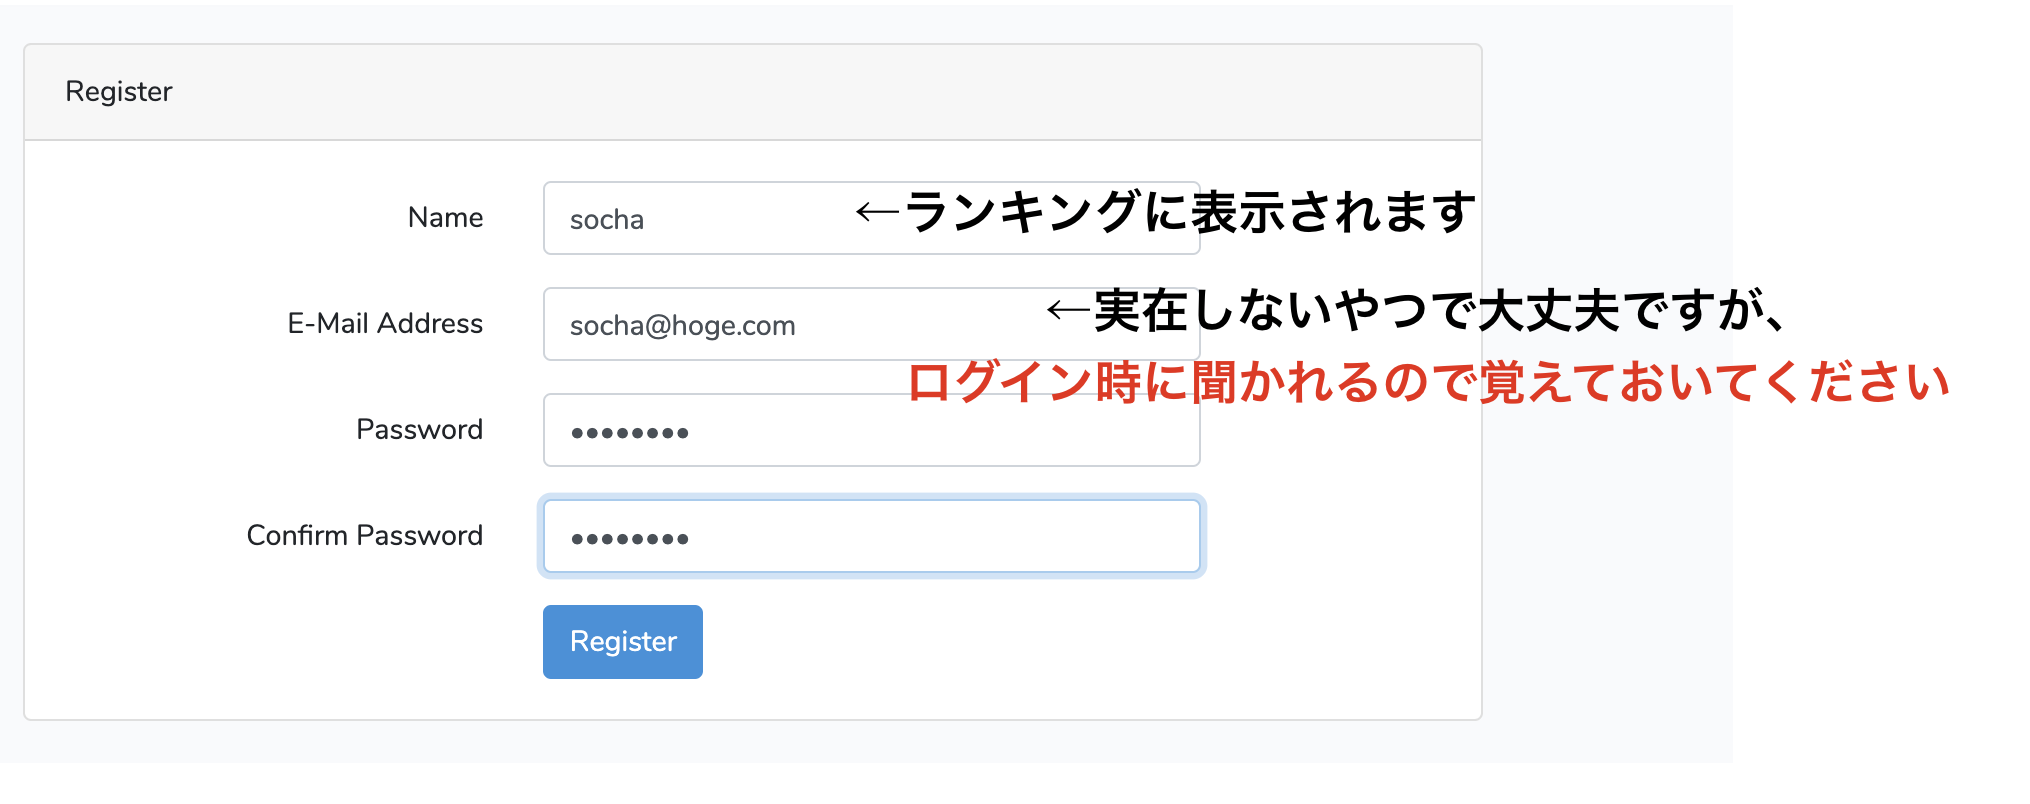 Register
Name
socha
←ランキングに表示されます
E-Mail Address
socha@hoge.com
←実在しないやつで大丈夫ですが、
ログイン時に聞かれるので覚えておいてください
Password
••••••••
Confirm Password
••••••••
Register